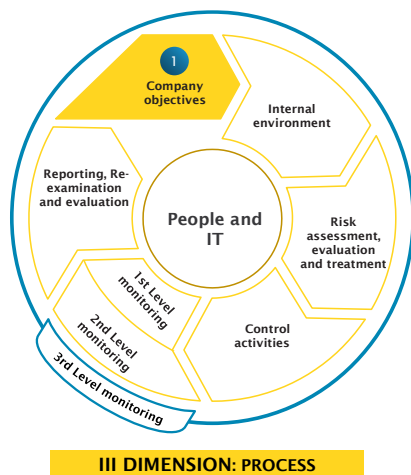 1
Company
objectives
Internal
environment
Reporting, Re-
examination
and evaluation
People and
IT
Risk
assessment,
evaluation
and treatment
1st Level
monitoring
2nd Level
monitoring
3rd Level monitoring
Control
activities
III DIMENSION: PROCESS